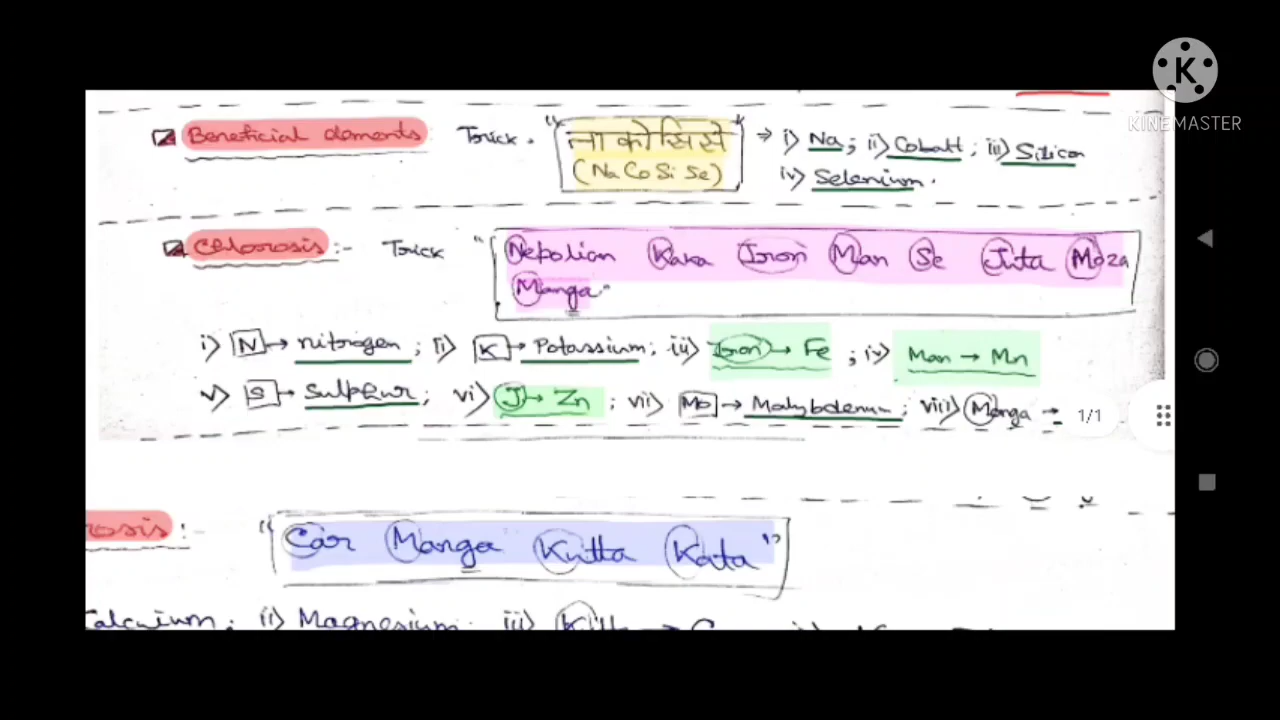 KINEMASTER
Beneficial elements Trick. "ना को सि से ⇒ i) Na; ii) Cobalt; iii) Silicon
(Na Co Si Se)" iv) Selenium.
Chlorosis :- Trick "Nepolian Kaka Iron Man Se Juta Moza
Manga"
i) N → nitrogen; ii) K → Potassium; iii) Iron → Fe; iv) Man → Mn
v) S → Sulphur; vi) J → Zn; vii) Mo → Molybdenum; viii) Manga →
1/1
rosis :- "Car Manga Kutta Kata"
Calcium; ii) Magnesium; iii)